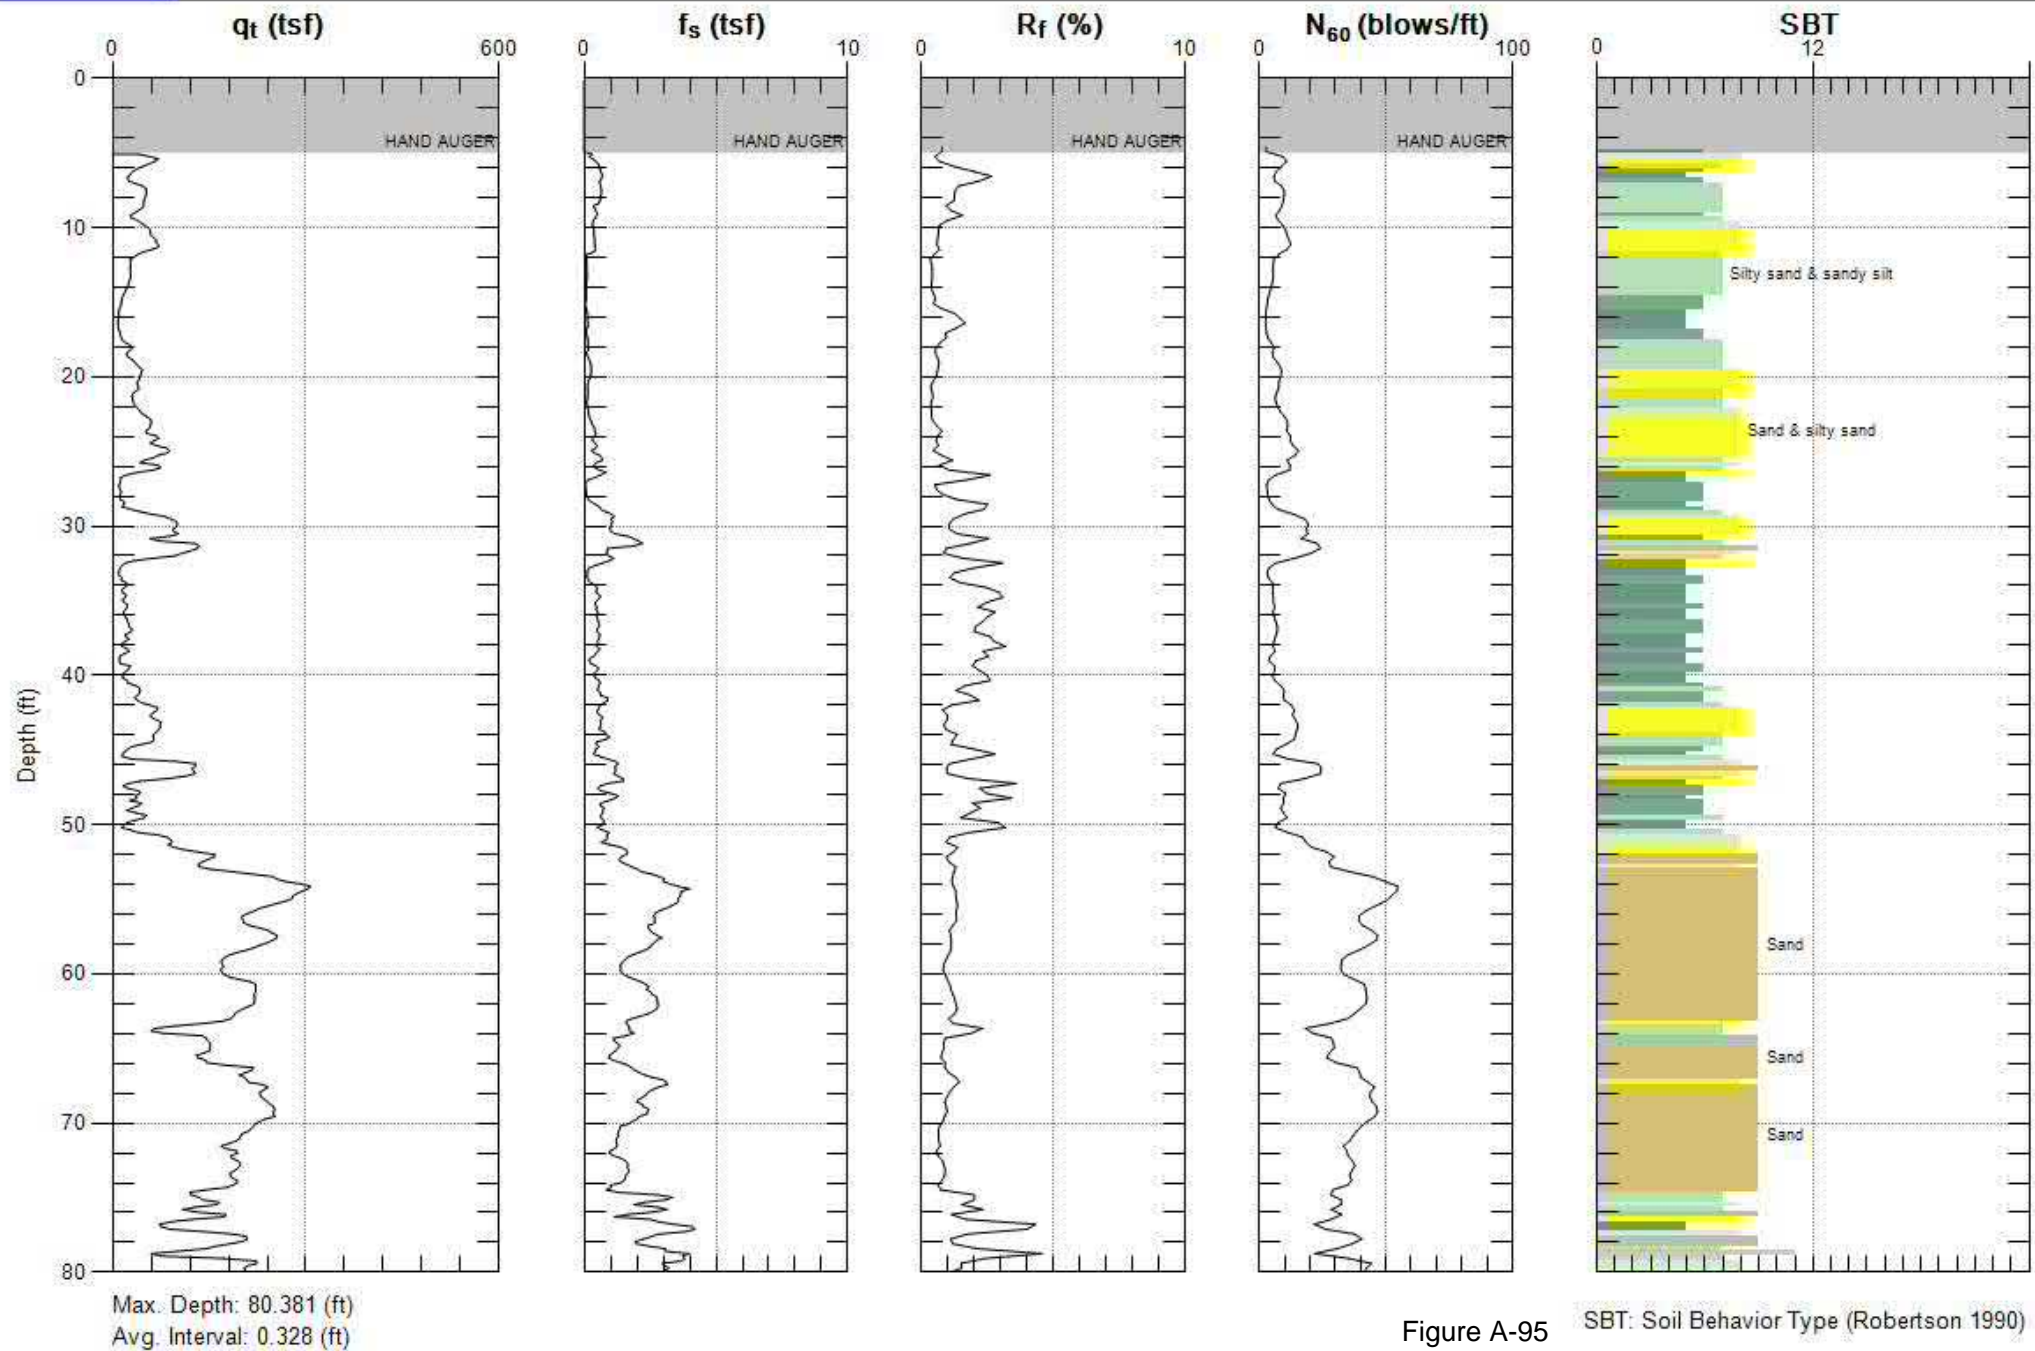 qt (tsf) fs (tsf) Rf (%) N60 (blows/ft) SBT
0 600 0 10 0 10 0 100 0 12
0
HAND AUGER HAND AUGER HAND AUGER HAND AUGER
10
Silty sand & sandy silt
20
Sand & silty sand
30
40
Depth (ft)
50
Sand
60
Sand
70
Sand
80
Max. Depth: 80.381 (ft)
Avg. Interval: 0.328 (ft)
Figure A-95
SBT: Soil Behavior Type (Robertson 1990)